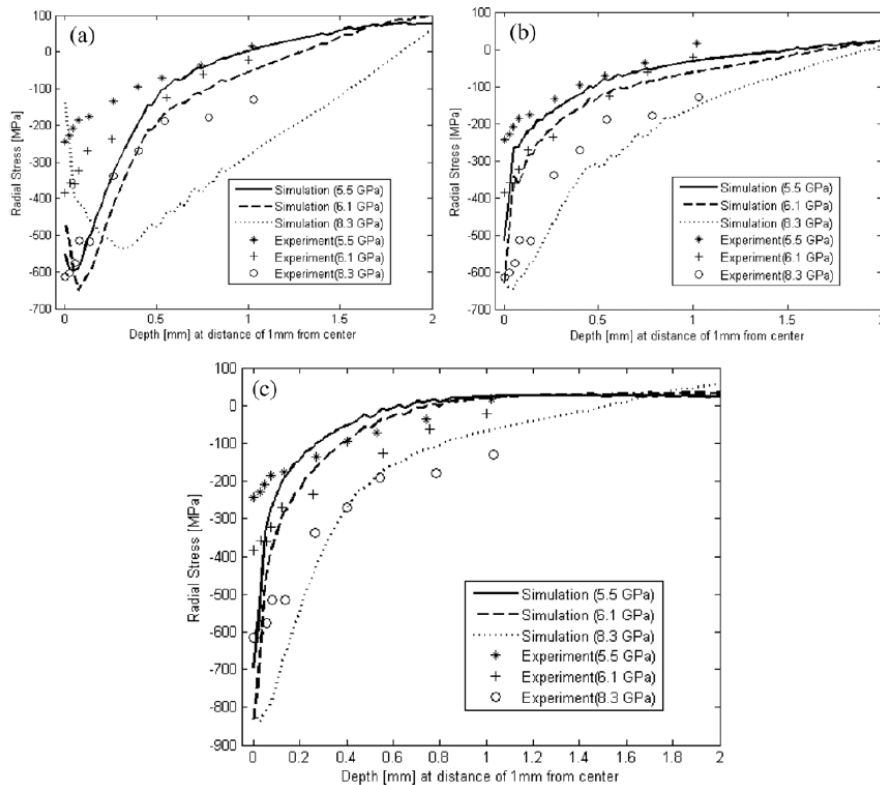 (a)
100
0
-100
-200
-300
-400
-500
-600
-700
Radial Stress [MPa]
Simulation (5.5 GPa)
Simulation (6.1 GPa)
Simulation (8.3 GPa)
Experiment(5.5 GPa)
Experiment(6.1 GPa)
Experiment(8.3 GPa)
0 0.5 1 1.5 2
Depth [mm] at distance of 1mm from center
(b)
100
0
-100
-200
-300
-400
-500
-600
-700
Radial Stress [MPa]
Simulation (5.5 GPa)
Simulation (6.1 GPa)
Simulation (8.3 GPa)
Experiment(5.5 GPa)
Experiment(6.1 GPa)
Experiment(8.3 GPa)
0 0.5 1 1.5 2
Depth [mm] at distance of 1mm from center
(c)
100
0
-100
-200
-300
-400
-500
-600
-700
-800
-900
Radial Stress [MPa]
Simulation (5.5 GPa)
Simulation (6.1 GPa)
Simulation (8.3 GPa)
Experiment(5.5 GPa)
Experiment(6.1 GPa)
Experiment(8.3 GPa)
0 0.2 0.4 0.6 0.8 1 1.2 1.4 1.6 1.8 2
Depth [mm] at distance of 1mm from center